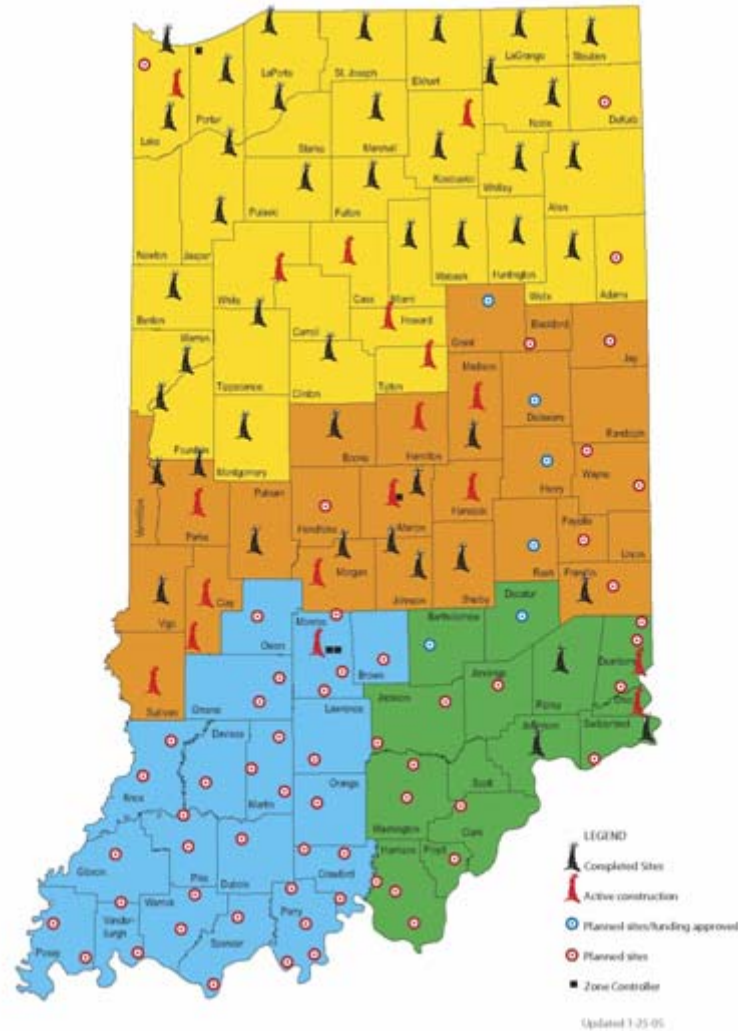 LaPorte
St. Joseph
Elkhart
LaGrange
Steuben
Lake
Porter
Noble
DeKalb
Starke
Marshall
Kosciusko
Whitley
Allen
Newton
Jasper
Pulaski
Fulton
Wabash
Huntington
Wells
Adams
Benton
White
Cass
Miami
Carroll
Howard
Grant
Blackford
Jay
Warren
Tippecanoe
Clinton
Tipton
Madison
Delaware
Randolph
Fountain
Montgomery
Boone
Hamilton
Henry
Wayne
Vermillion
Parke
Putnam
Hendricks
Marion
Hancock
Fayette
Union
Vigo
Clay
Morgan
Johnson
Shelby
Rush
Franklin
Owen
Monroe
Brown
Bartholomew
Decatur
Dearborn
Sullivan
Greene
Lawrence
Jackson
Jennings
Ripley
Ohio
Switzerland
Knox
Daviess
Martin
Orange
Washington
Scott
Clark
Gibson
Pike
Dubois
Crawford
Harrison
Floyd
Posey
Vander-
burgh
Warrick
Spencer
Perry
LEGEND
Completed Sites
Active construction
Planned sites/funding approved
Planned sites
Zone Controller
Updated 1-25-05